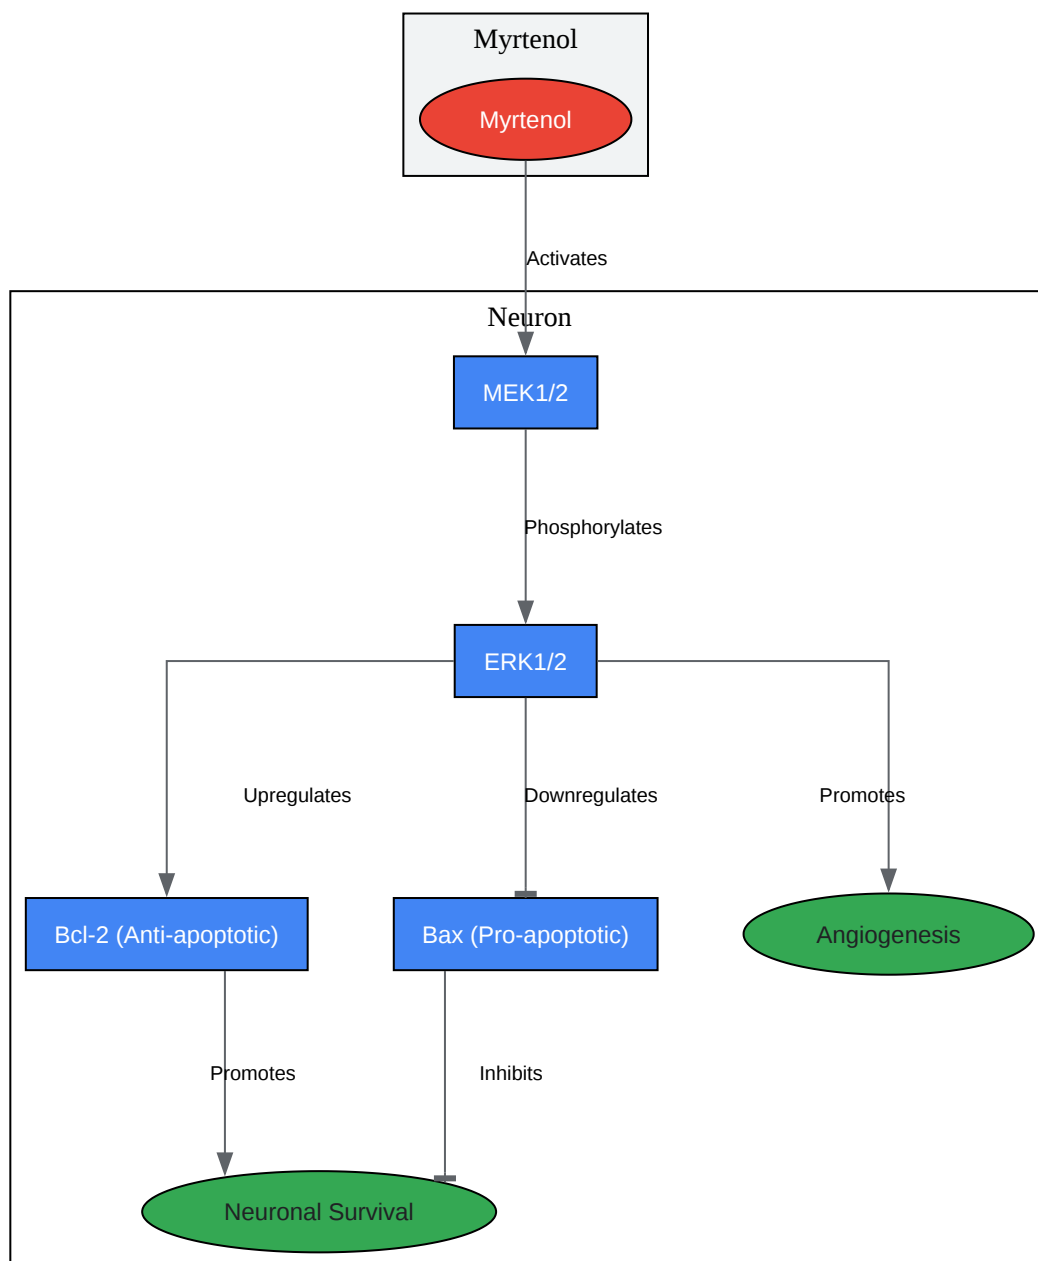 Myrtenol
Myrtenol
Activates
Neuron
MEK1/2
Phosphorylates
ERK1/2
Upregulates
Downregulates
Promotes
Bcl-2 (Anti-apoptotic)
Bax (Pro-apoptotic)
Angiogenesis
Promotes
Inhibits
Neuronal Survival